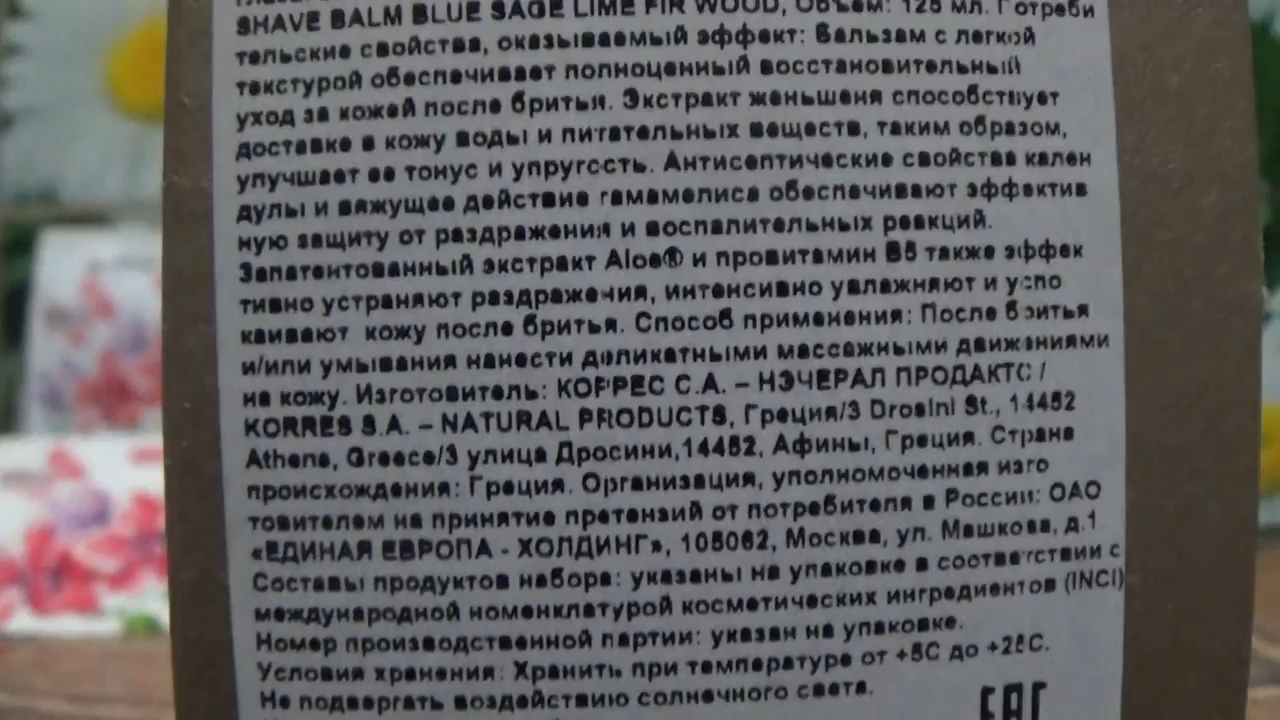 SHAVE BALM BLUE SAGE LIME FIR WOOD, Объем: 125 мл. Потреби
тельские свойства, оказываемый эффект: Бальзам с легкой
текстурой обеспечивает полноценный восстановительный
уход за кожей после бритья. Экстракт женьшеня способствует
доставке в кожу воды и питательных веществ, таким образом,
улучшает ее тонус и упругость. Антисептические свойства кален
дулы и вяжущее действие гамамелиса обеспечивают эффектив
ную защиту от раздражения и воспалительных реакций.
Запатентованный экстракт Aloe® и провитамин B5 также эффек
тивно устраняют раздражения, интенсивно увлажняют и успо
каивают кожу после бритья. Способ применения: После бритья
и/или умывания нанести деликатными массажными движениями
на кожу. Изготовитель: КОРРЕС С.А. – НЭЧЕРАЛ ПРОДАКТС /
KORRES S.A. – NATURAL PRODUCTS, Греция/3 Drosini St., 14452
Athens, Greece/3 улица Дросини,14452, Афины, Греция. Страна
происхождения: Греция. Организация, уполномоченная изго
товителем на принятие претензий от потребителя в России: ОАО
«ЕДИНАЯ ЕВРОПА - ХОЛДИНГ», 105062, Москва, ул. Машкова, д.1
Составы продуктов набора: указаны на упаковке в соответствии с
международной номенклатурой косметических ингредиентов (INCI)
Номер производственной партии: указан на упаковке.
Условия хранения: Хранить при температуре от +5С до +25С.
Не подвергать воздействию солнечного света.
EAC